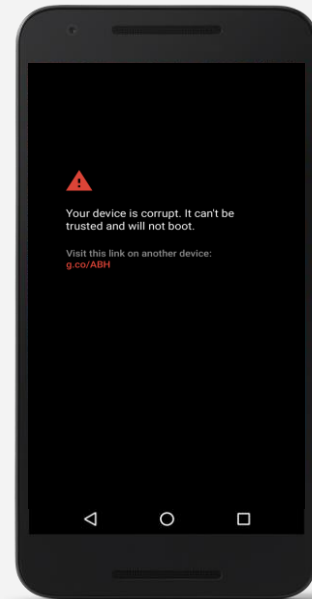 Your device is corrupt. It can't be
trusted and will not boot.
Visit this link on another device:
g.co/ABH